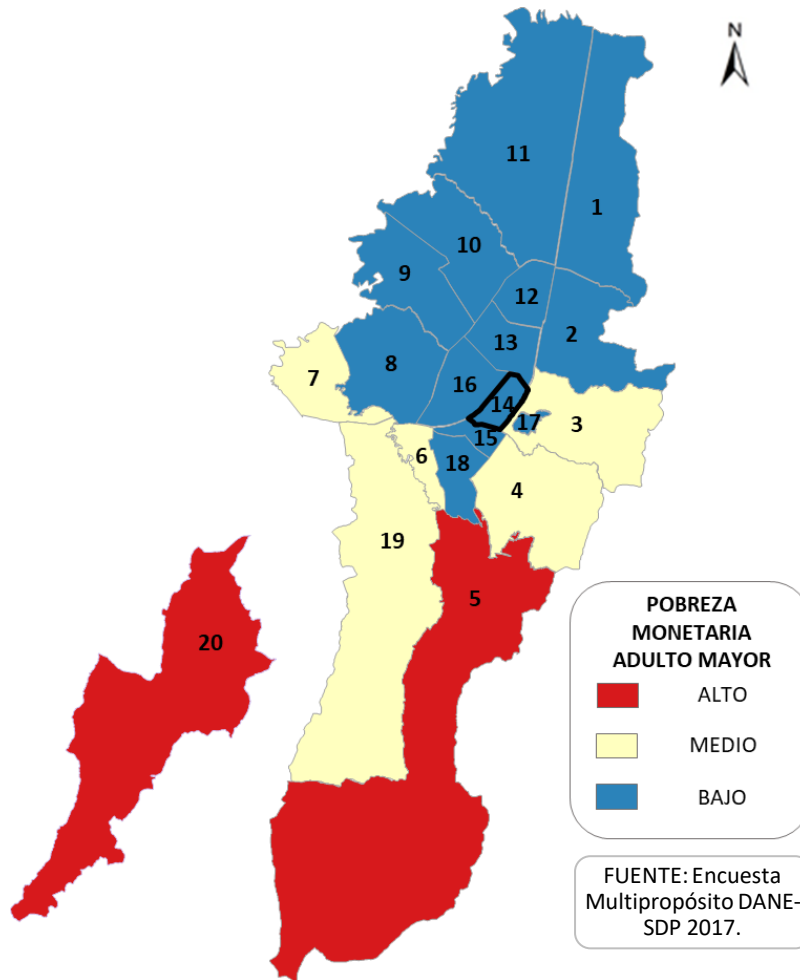 N
11
1
10
9
12
2
13
8
7
16
14
17
3
15
6
18
4
19
5
20
POBREZA
MONETARIA
ADULTO MAYOR
ALTO
MEDIO
BAJO
FUENTE: Encuesta
Multipropósito DANE-
SDP 2017.